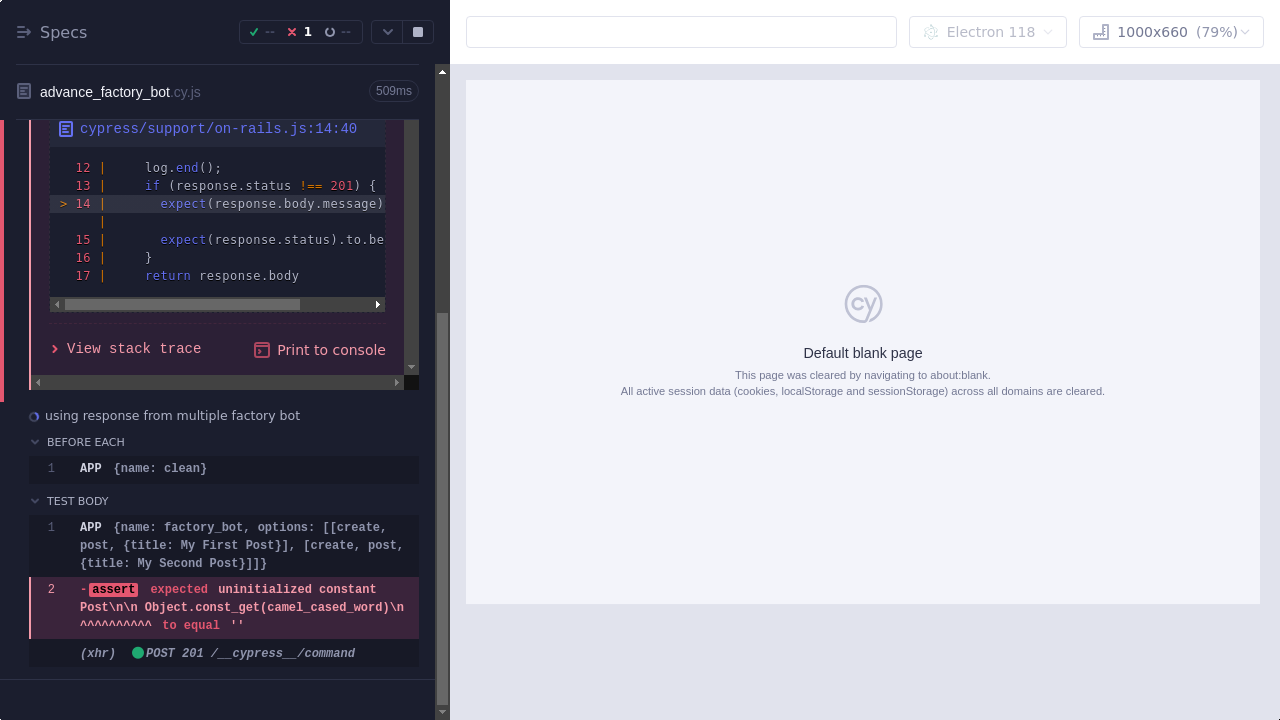 Specs
--
1
--
Electron 118
1000x660 (79%)
advance_factory_bot.cy.js
509ms
cypress/support/on-rails.js:14:40
12 | log.end();
13 | if (response.status !== 201) {
> 14 | expect(response.body.message)
|
15 | expect(response.status).to.be
16 | }
17 | return response.body
View stack trace
Print to console
using response from multiple factory bot
BEFORE EACH
1 APP {name: clean}
TEST BODY
1 APP {name: factory_bot, options: [[create,
post, {title: My First Post}], [create, post,
{title: My Second Post}]]}
2 -assert expected uninitialized constant
Post\n\n Object.const_get(camel_cased_word)\n
^^^^^^^^^^ to equal ''
(xhr) POST 201 /__cypress__/command
cy
Default blank page
This page was cleared by navigating to about:blank.
All active session data (cookies, localStorage and sessionStorage) across all domains are cleared.